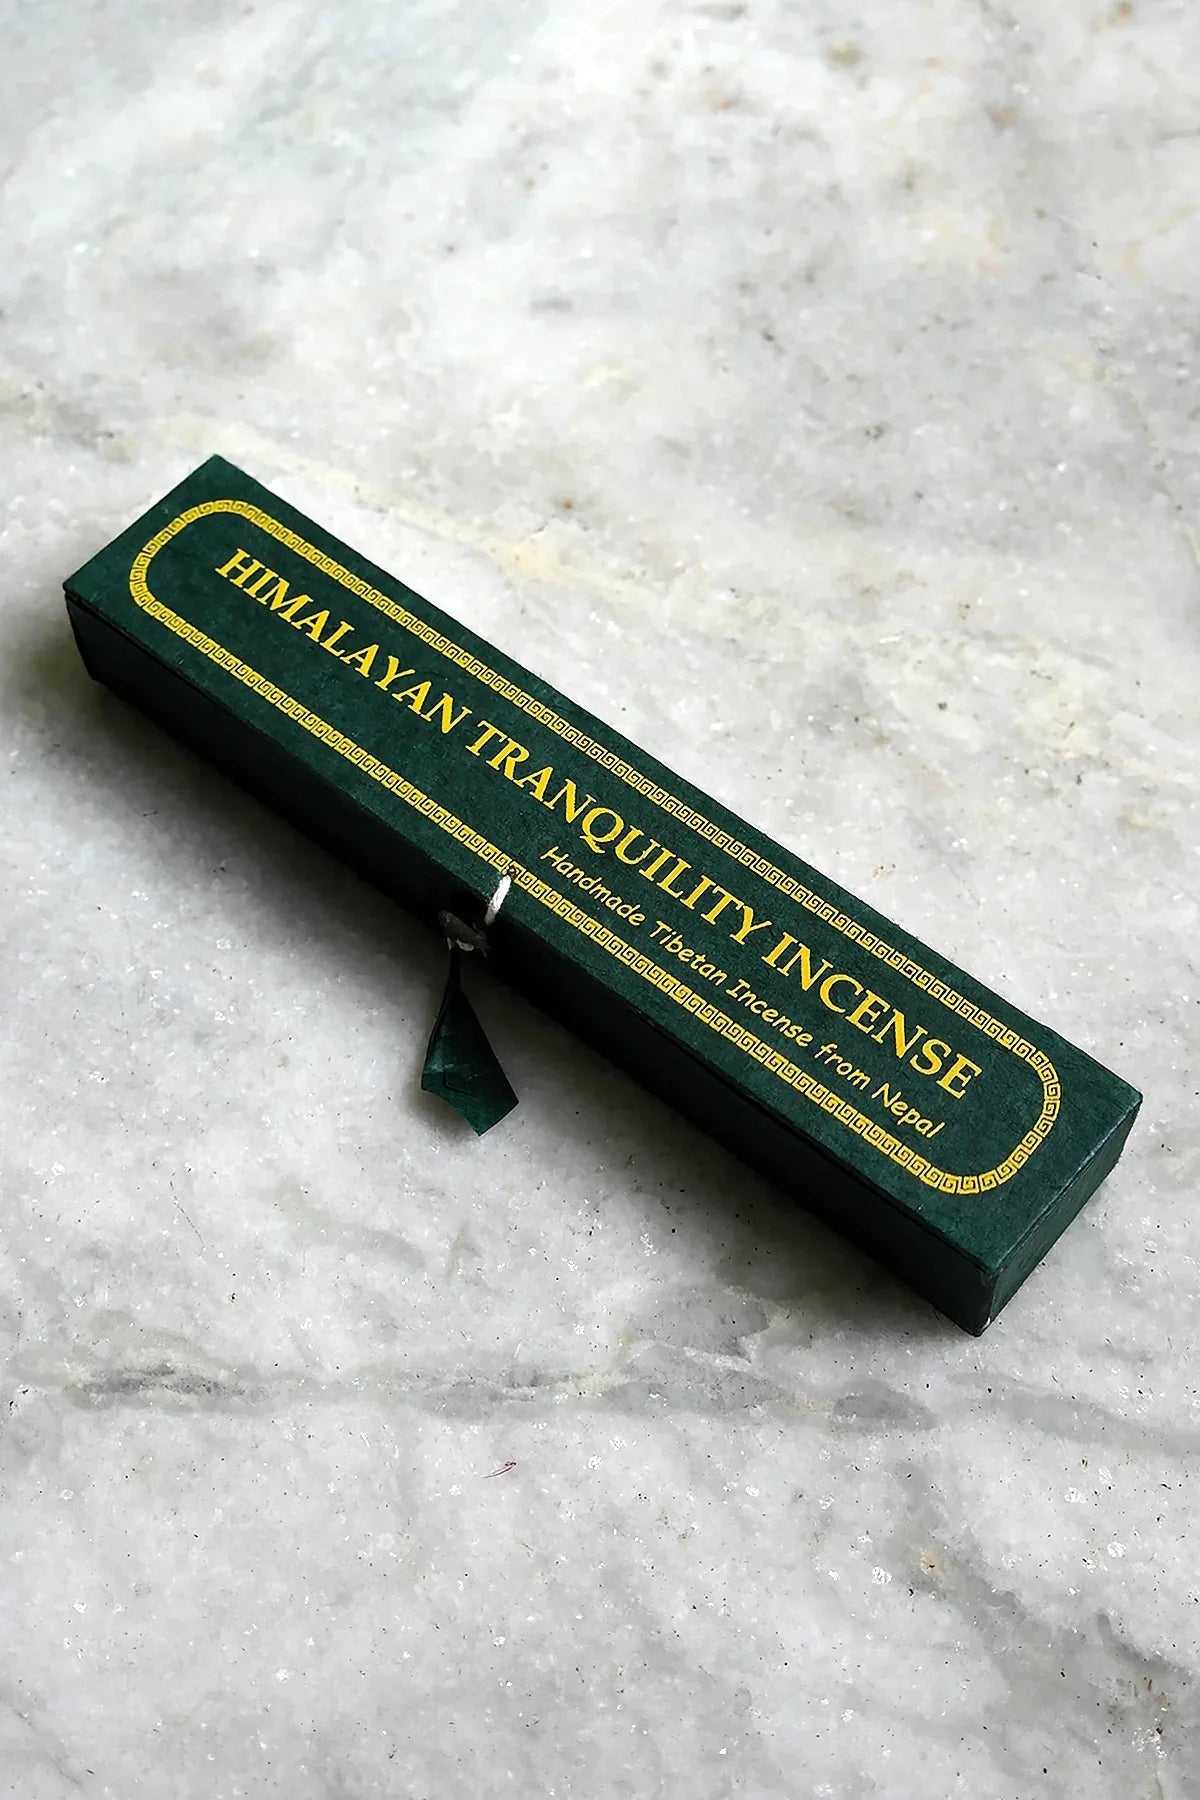 HIMALAYAN TRANQUILITY INCENSE
Handmade Tibetan Incense from Nepal